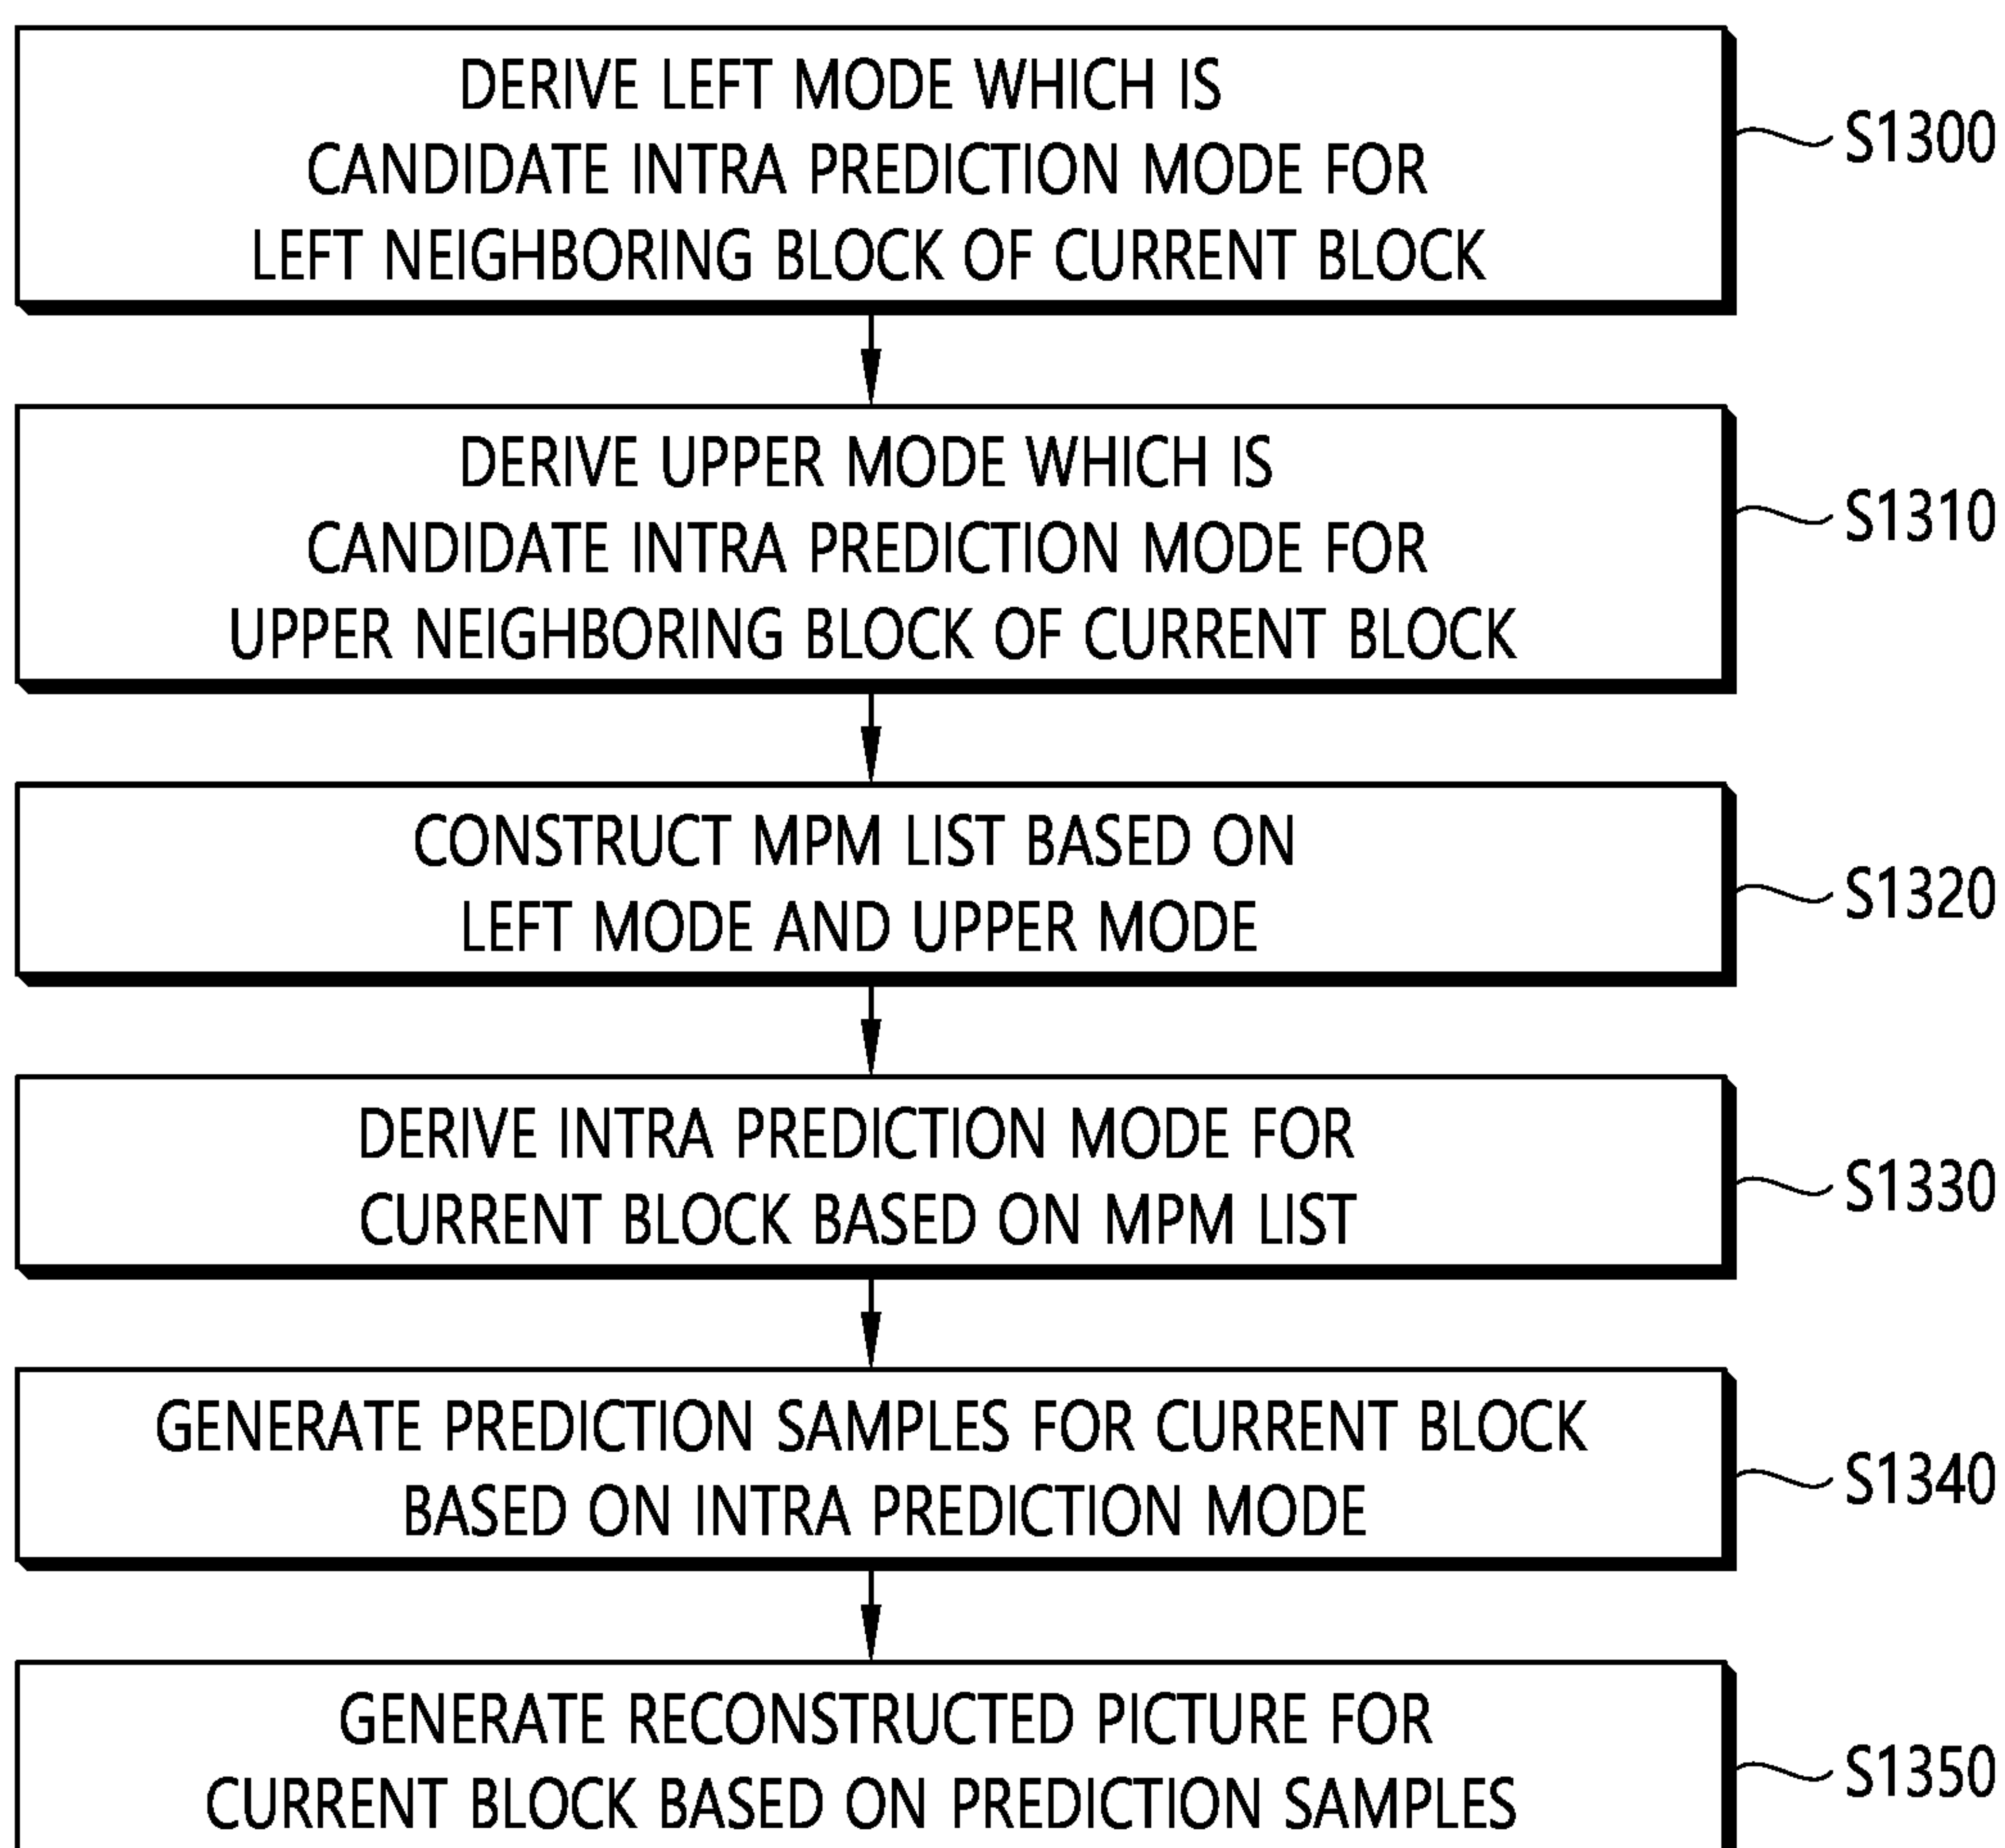 DERIVE LEFT MODE WHICH IS
CANDIDATE INTRA PREDICTION MODE FOR
LEFT NEIGHBORING BLOCK OF CURRENT BLOCK
S1300
DERIVE UPPER MODE WHICH IS
CANDIDATE INTRA PREDICTION MODE FOR
UPPER NEIGHBORING BLOCK OF CURRENT BLOCK
S1310
CONSTRUCT MPM LIST BASED ON
LEFT MODE AND UPPER MODE
S1320
DERIVE INTRA PREDICTION MODE FOR
CURRENT BLOCK BASED ON MPM LIST
S1330
GENERATE PREDICTION SAMPLES FOR CURRENT BLOCK
BASED ON INTRA PREDICTION MODE
S1340
GENERATE RECONSTRUCTED PICTURE FOR
CURRENT BLOCK BASED ON PREDICTION SAMPLES
S1350